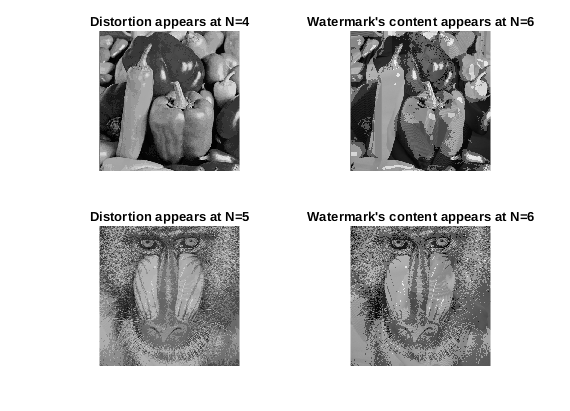 Distortion appears at N=4
Watermark's content appears at N=6
Distortion appears at N=5
Watermark's content appears at N=6